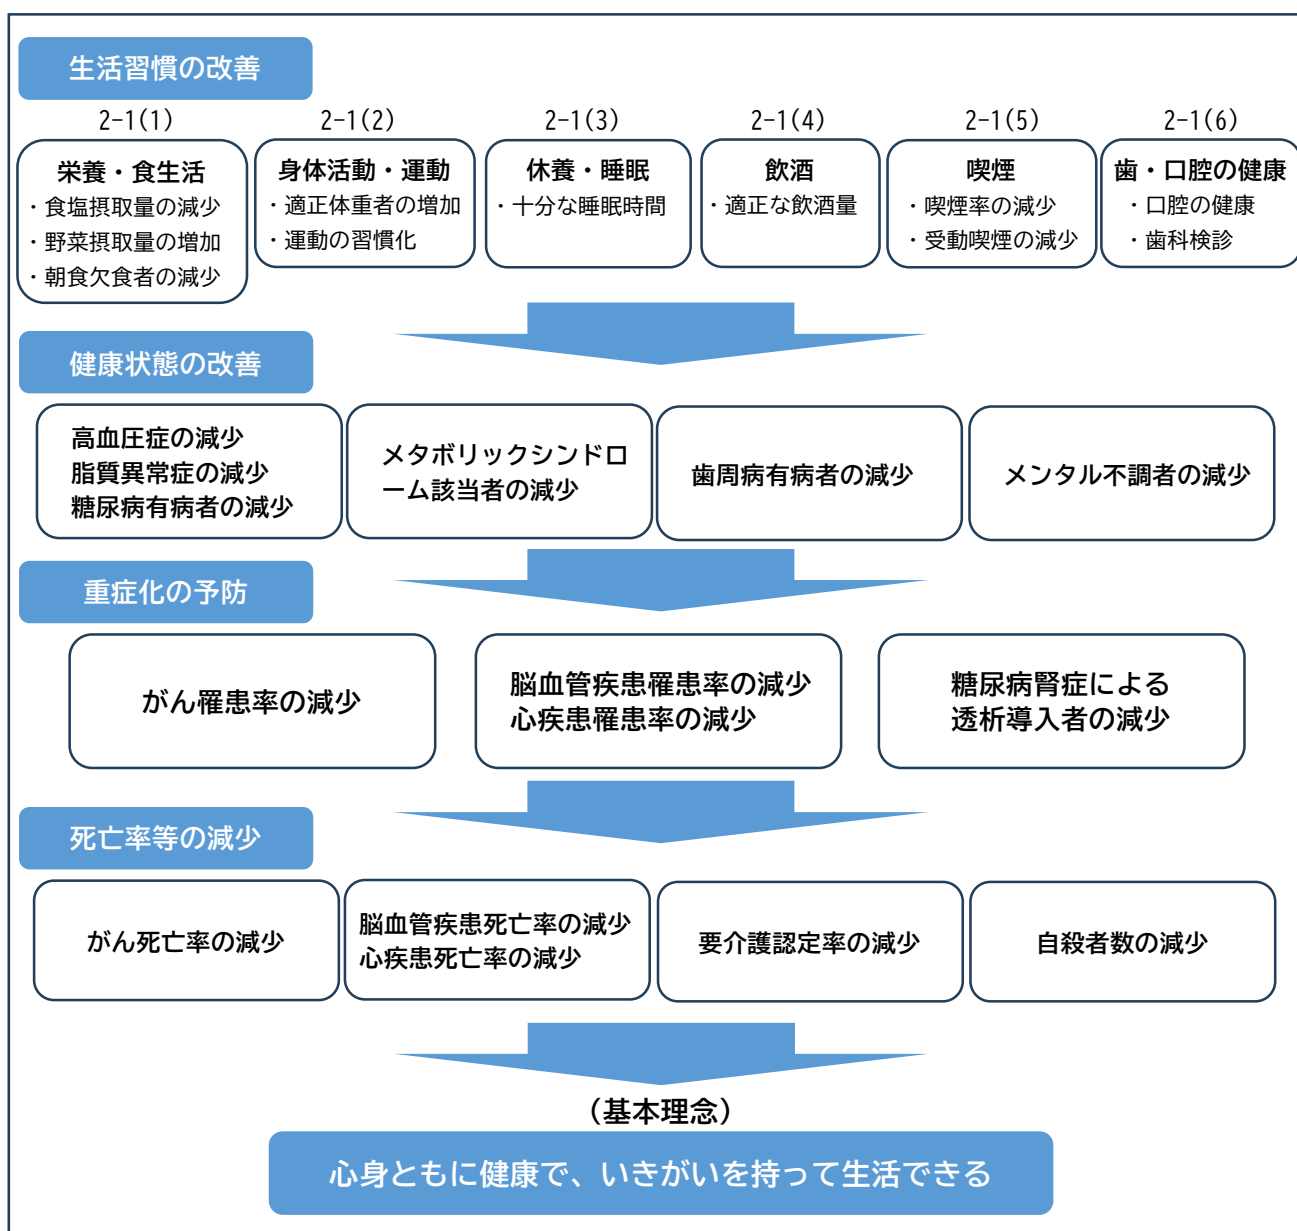 生活習慣の改善
2-1(1)
栄養・食生活
・食塩摂取量の減少
・野菜摂取量の増加
・朝食欠食者の減少
2-1(2)
身体活動・運動
・適正体重者の増加
・運動の習慣化
2-1(3)
休養・睡眠
・十分な睡眠時間
2-1(4)
飲酒
・適正な飲酒量
2-1(5)
喫煙
・喫煙率の減少
・受動喫煙の減少
2-1(6)
歯・口腔の健康
・口腔の健康
・歯科検診
健康状態の改善
高血圧症の減少
脂質異常症の減少
糖尿病有病者の減少
メタボリックシンドロ
ーム該当者の減少
歯周病有病者の減少
メンタル不調者の減少
重症化の予防
がん罹患率の減少
脳血管疾患罹患率の減少
心疾患罹患率の減少
糖尿病腎症による
透析導入者の減少
死亡率等の減少
がん死亡率の減少
脳血管疾患死亡率の減少
心疾患死亡率の減少
要介護認定率の減少
自殺者数の減少
（基本理念）
心身ともに健康で、いきがいを持って生活できる